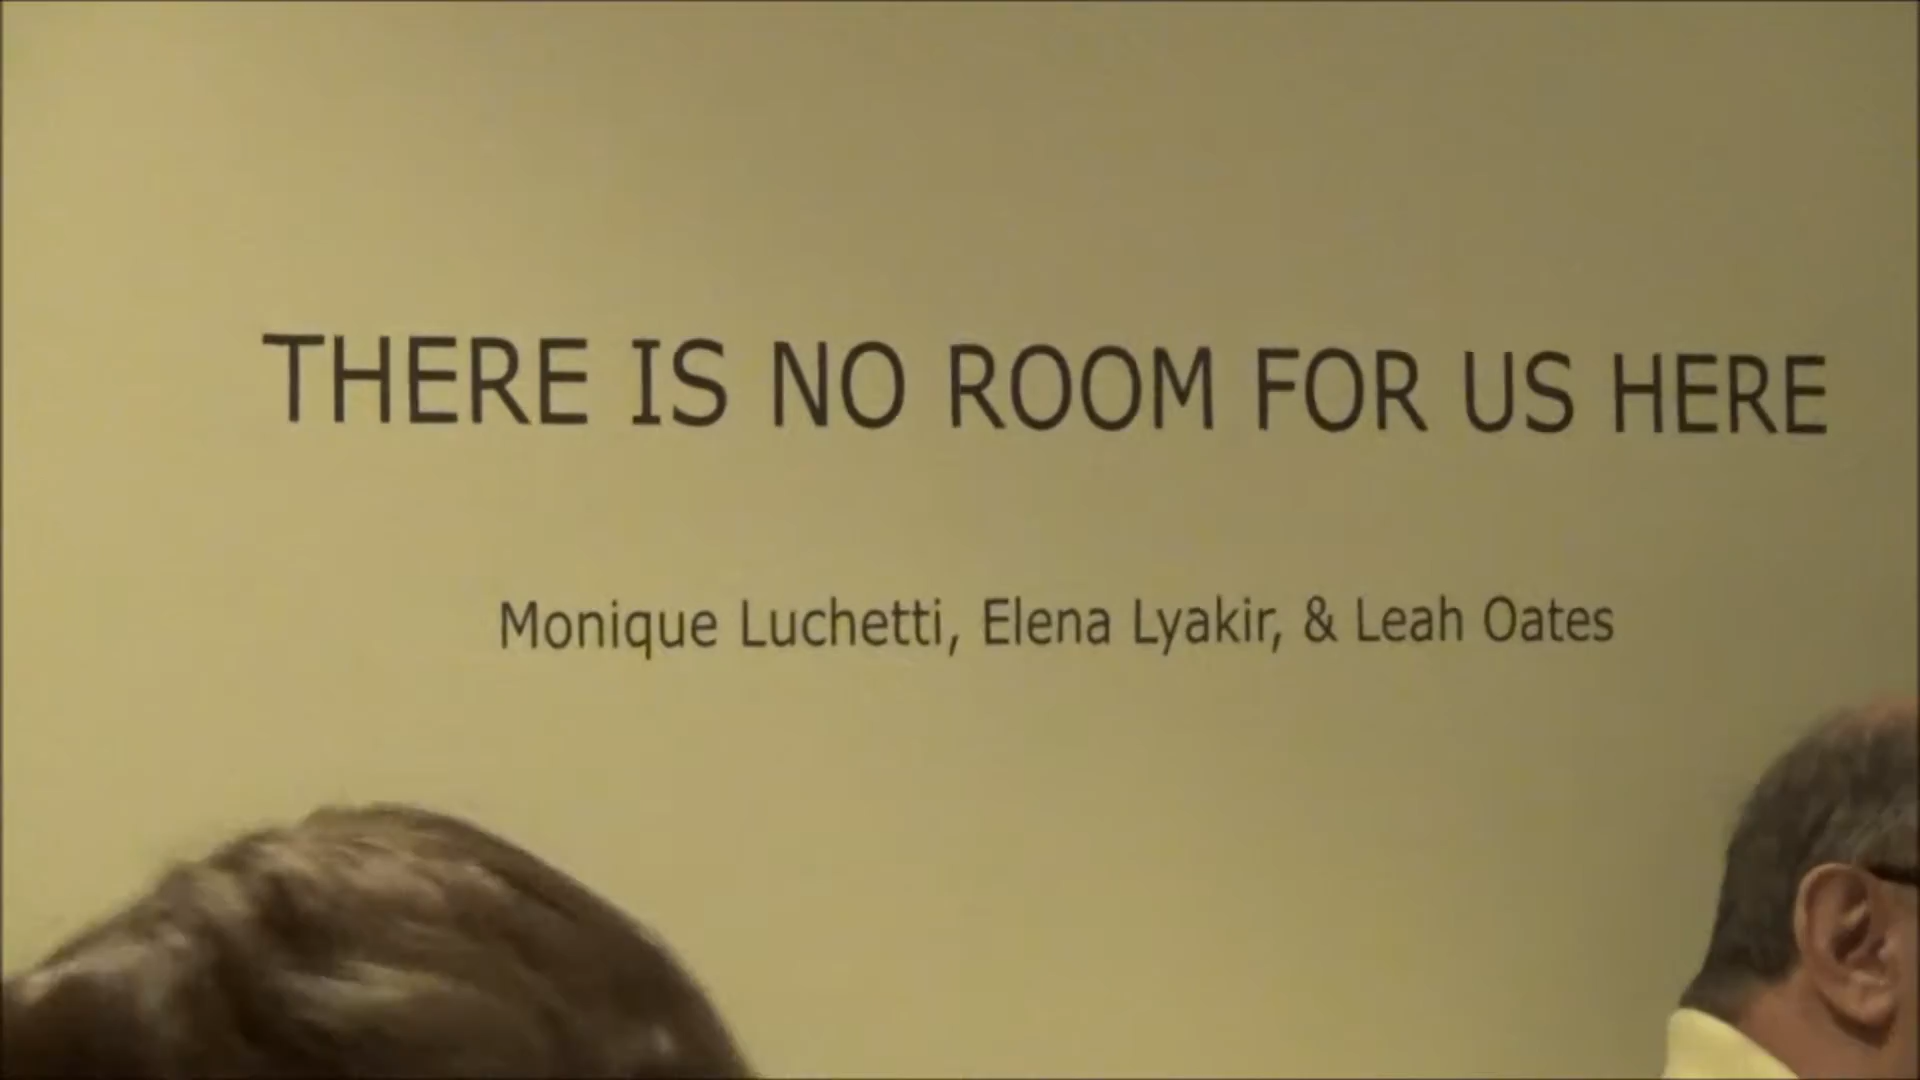 THERE IS NO ROOM FOR US HERE
Monique Luchetti, Elena Lyakir, & Leah Oates